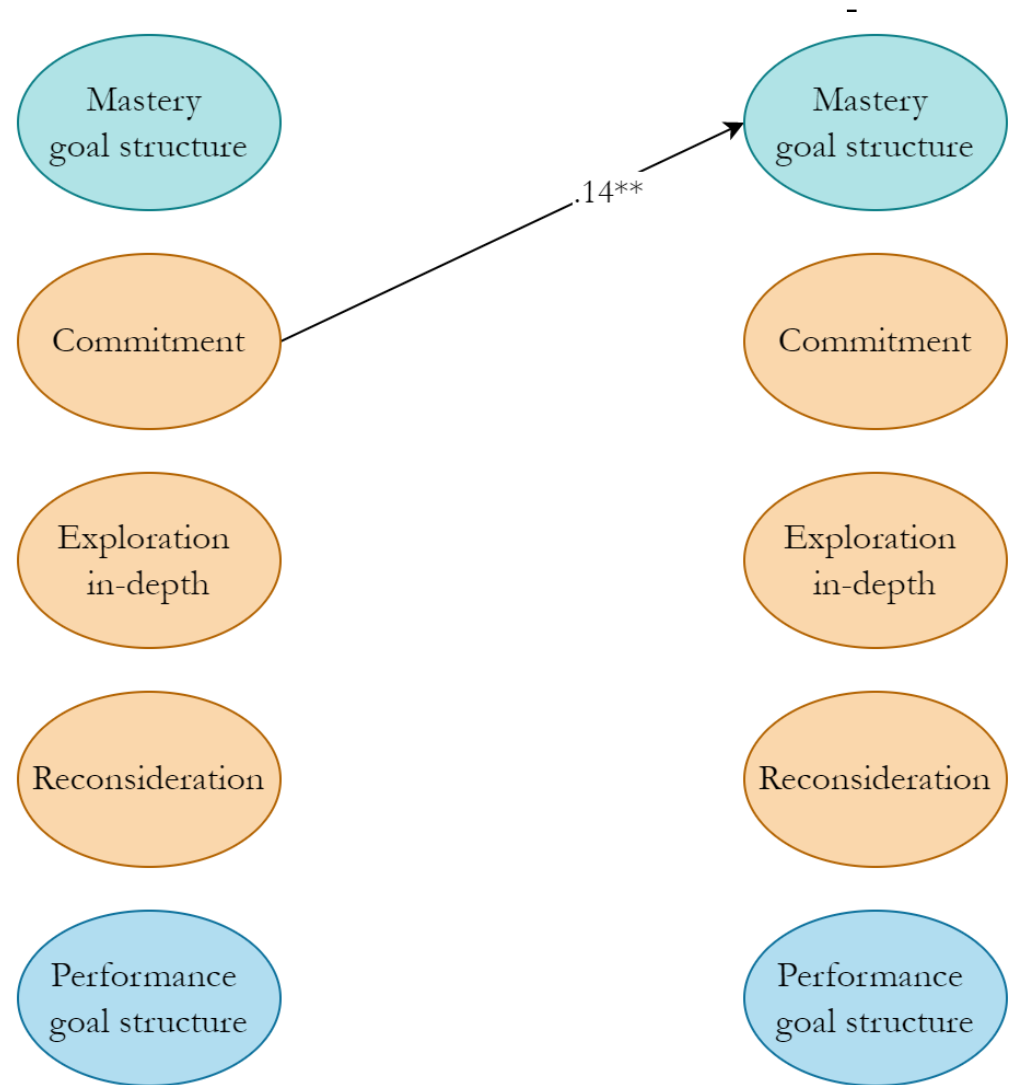 -
Mastery
goal structure
Mastery
goal structure
.14**
Commitment
Commitment
Exploration
in-depth
Exploration
in-depth
Reconsideration
Reconsideration
Performance
goal structure
Performance
goal structure